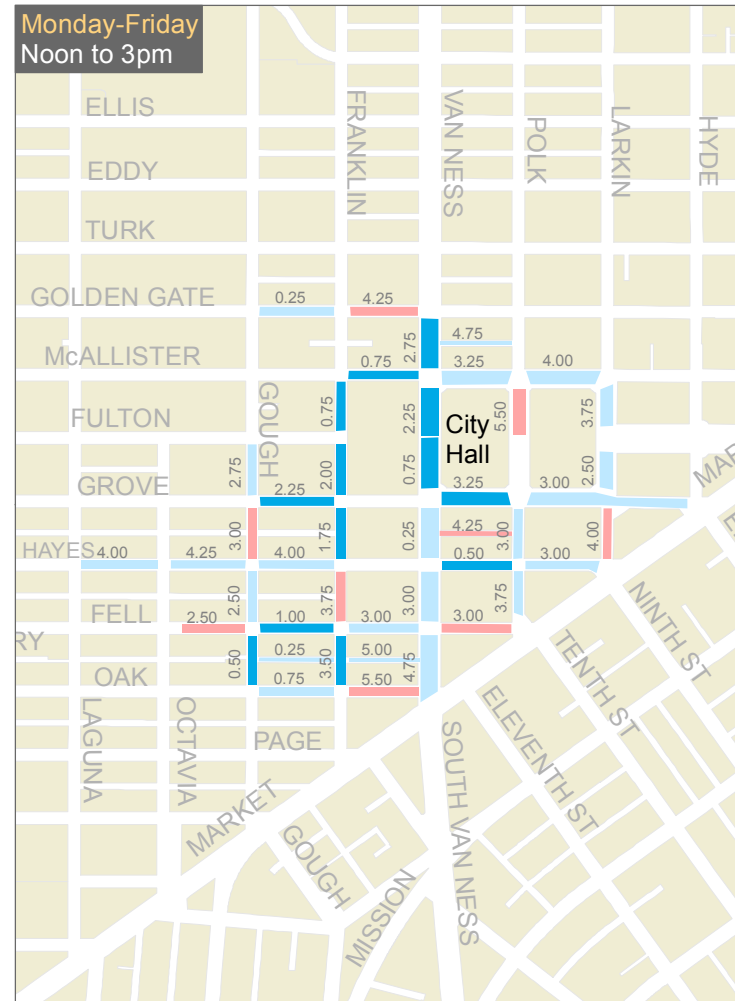 Monday-Friday
Noon to 3pm
ELLIS
EDDY
TURK
GOLDEN GATE
McALLISTER
FULTON
GROVE
HAYES
FELL
RY
OAK
PAGE
FRANKLIN
VAN NESS
POLK
LARKIN
HYDE
GOUGH
LAGUNA
OCTAVIA
MARKET
GOUGH
MISSION
SOUTH VAN NESS
ELEVENTH ST
TENTH ST
NINTH ST
MAR
E
City
Hall
0.25
4.25
2.75
4.75
0.75
3.25
4.00
0.75
2.25
5.50
3.75
2.75
2.00
0.75
2.50
2.25
3.25
3.00
3.00
1.75
0.25
4.25
3.00
4.00
4.00
4.25
4.00
0.50
3.00
2.50
3.75
3.00
3.75
2.50
1.00
3.00
3.00
0.50
0.25
3.50
5.00
4.75
0.75
5.50